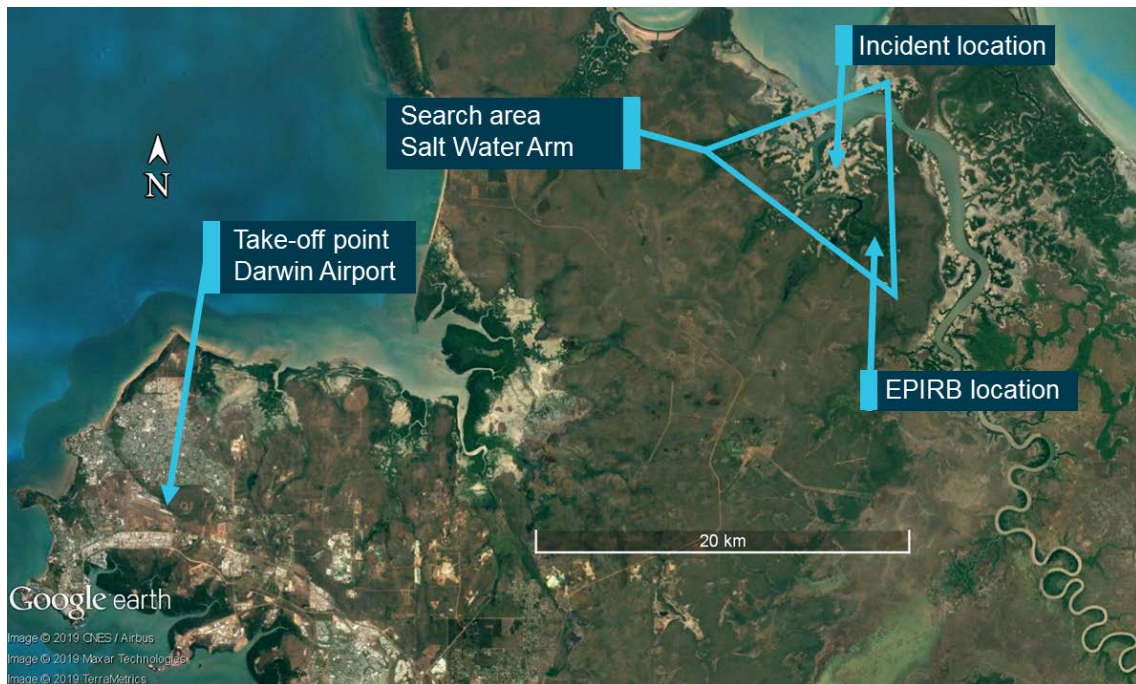 Incident location
Search area
Salt Water Arm
N
Take-off point
Darwin Airport
EPIRB location
20 km
Google earth
Image © 2019 CNES / Airbus
Image © 2019 Maxar Technologies
Image © 2019 TerraMetrics